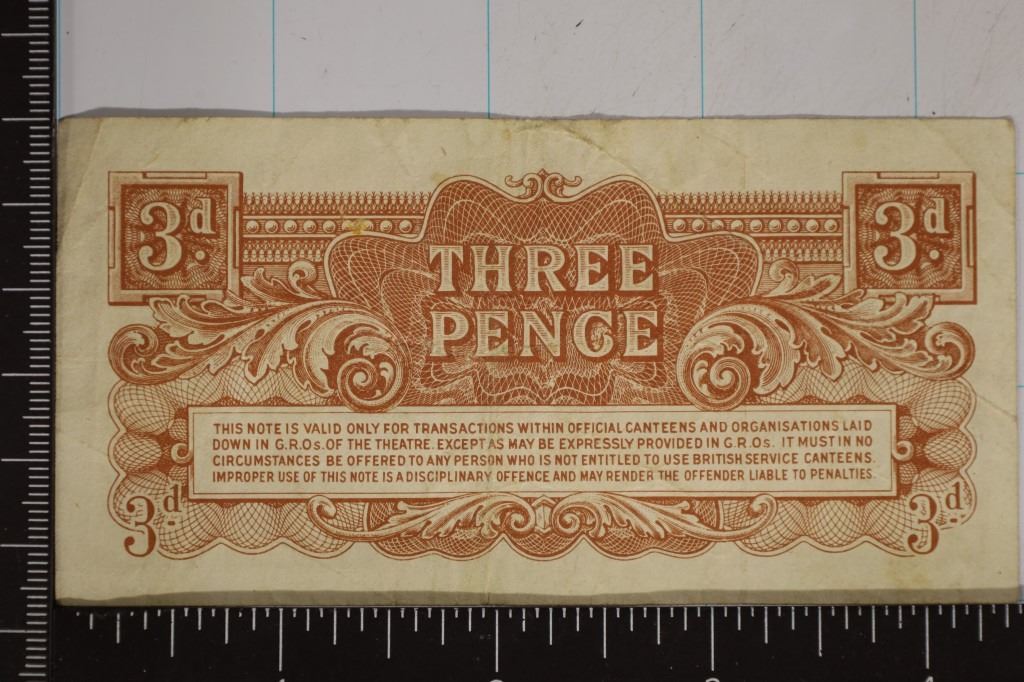 3d. 3d.
THREE
PENCE
THIS NOTE IS VALID ONLY FOR TRANSACTIONS WITHIN OFFICIAL CANTEENS AND ORGANISATIONS LAID
DOWN IN G.R.Os. OF THE THEATRE. EXCEPT AS MAY BE EXPRESSLY PROVIDED IN G.R.Os. IT MUST IN NO
CIRCUMSTANCES BE OFFERED TO ANY PERSON WHO IS NOT ENTITLED TO USE BRITISH SERVICE CANTEENS.
IMPROPER USE OF THIS NOTE IS A DISCIPLINARY OFFENCE AND MAY RENDER THE OFFENDER LIABLE TO PENALTIES.
3d. 3d.